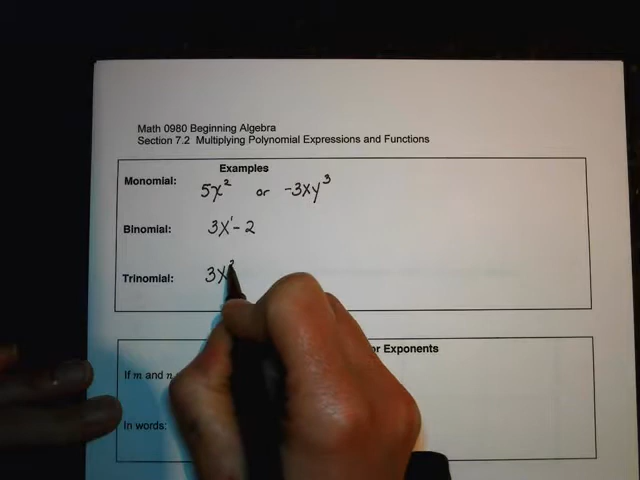 Math 0980 Beginning Algebra
Section 7.2 Multiplying Polynomial Expressions and Functions
Examples
Monomial: 5x² or -3xy³
Binomial: 3x¹- 2
Trinomial: 3x²
r Exponents
If m and n
In words: